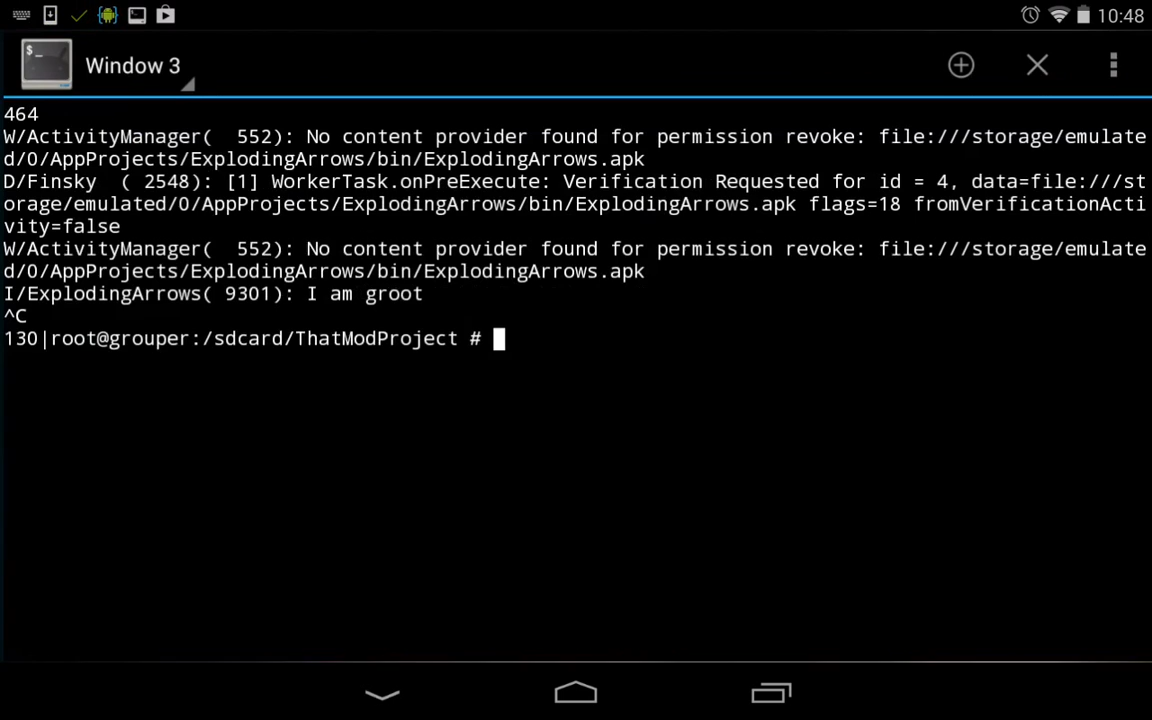 10:48
$_
Window 3
464
W/ActivityManager(  552): No content provider found for permission revoke: file:///storage/emulate
d/0/AppProjects/ExplodingArrows/bin/ExplodingArrows.apk
D/Finsky  ( 2548): [1] WorkerTask.onPreExecute: Verification Requested for id = 4, data=file:///st
orage/emulated/0/AppProjects/ExplodingArrows/bin/ExplodingArrows.apk flags=18 fromVerificationActi
vity=false
W/ActivityManager(  552): No content provider found for permission revoke: file:///storage/emulate
d/0/AppProjects/ExplodingArrows/bin/ExplodingArrows.apk
I/ExplodingArrows( 9301): I am groot
^C
130|root@grouper:/sdcard/ThatModProject #